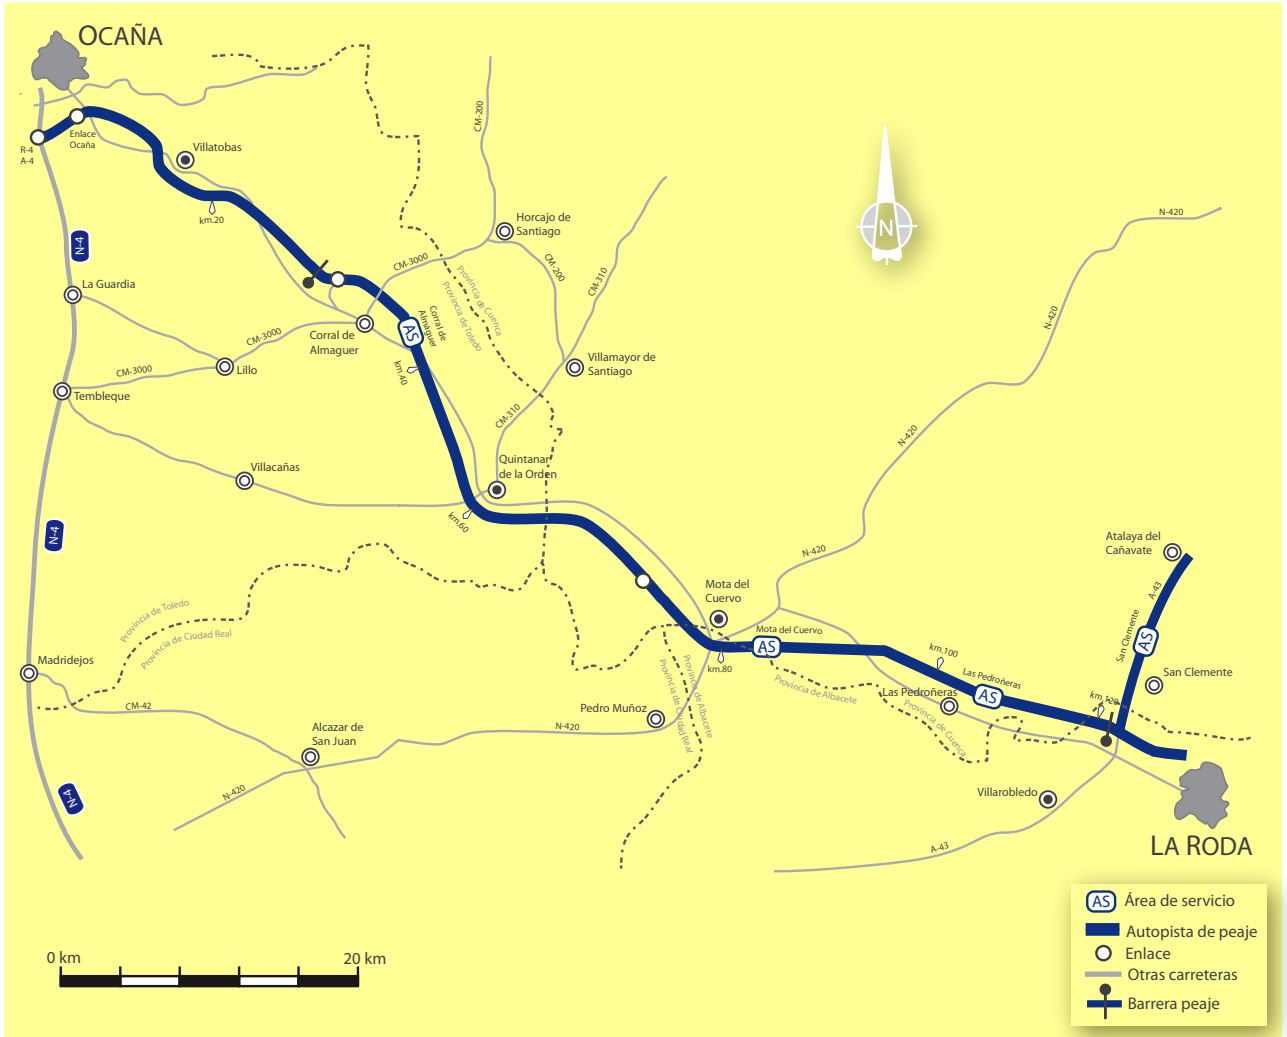 OCAÑA
Enlace
Ocaña
R-4
A-4
Villatobas
km.20
CM-200
Horcajo de
Santiago
CM-3000
CM-200
CM-310
Provincia de Cuenca
Provincia de Toledo
N
N-420
N-420
N-420
N-420
N-4
La Guardia
CM-3000
Corral de
Almaguer
AS
Corral de
Almaguer
km.40
Villamayor de
Santiago
CM-3000
Lillo
Tembleque
CM-310
Villacañas
Quintanar
de la Orden
km.60
N-4
Provincia de Toledo
Provincia de Ciudad Real
Mota del
Cuervo
Mota del Cuervo
AS
km.80
Provincia de Ciudad Real
Provincia de Albacete
Provincia de Albacete
km.100
Las Pedroñeras
AS
Las Pedroñeras
Provincia de Cuenca
km.120
Atalaya del
Cañavate
A-43
San Clemente
AS
San Clemente
Madridejos
CM-42
Alcazar de
San Juan
Pedro Muñoz
N-420
N-420
N-4
Villarobledo
A-43
LA RODA
AS Área de servicio
Autopista de peaje
Enlace
Otras carreteras
Barrera peaje
0 km
20 km